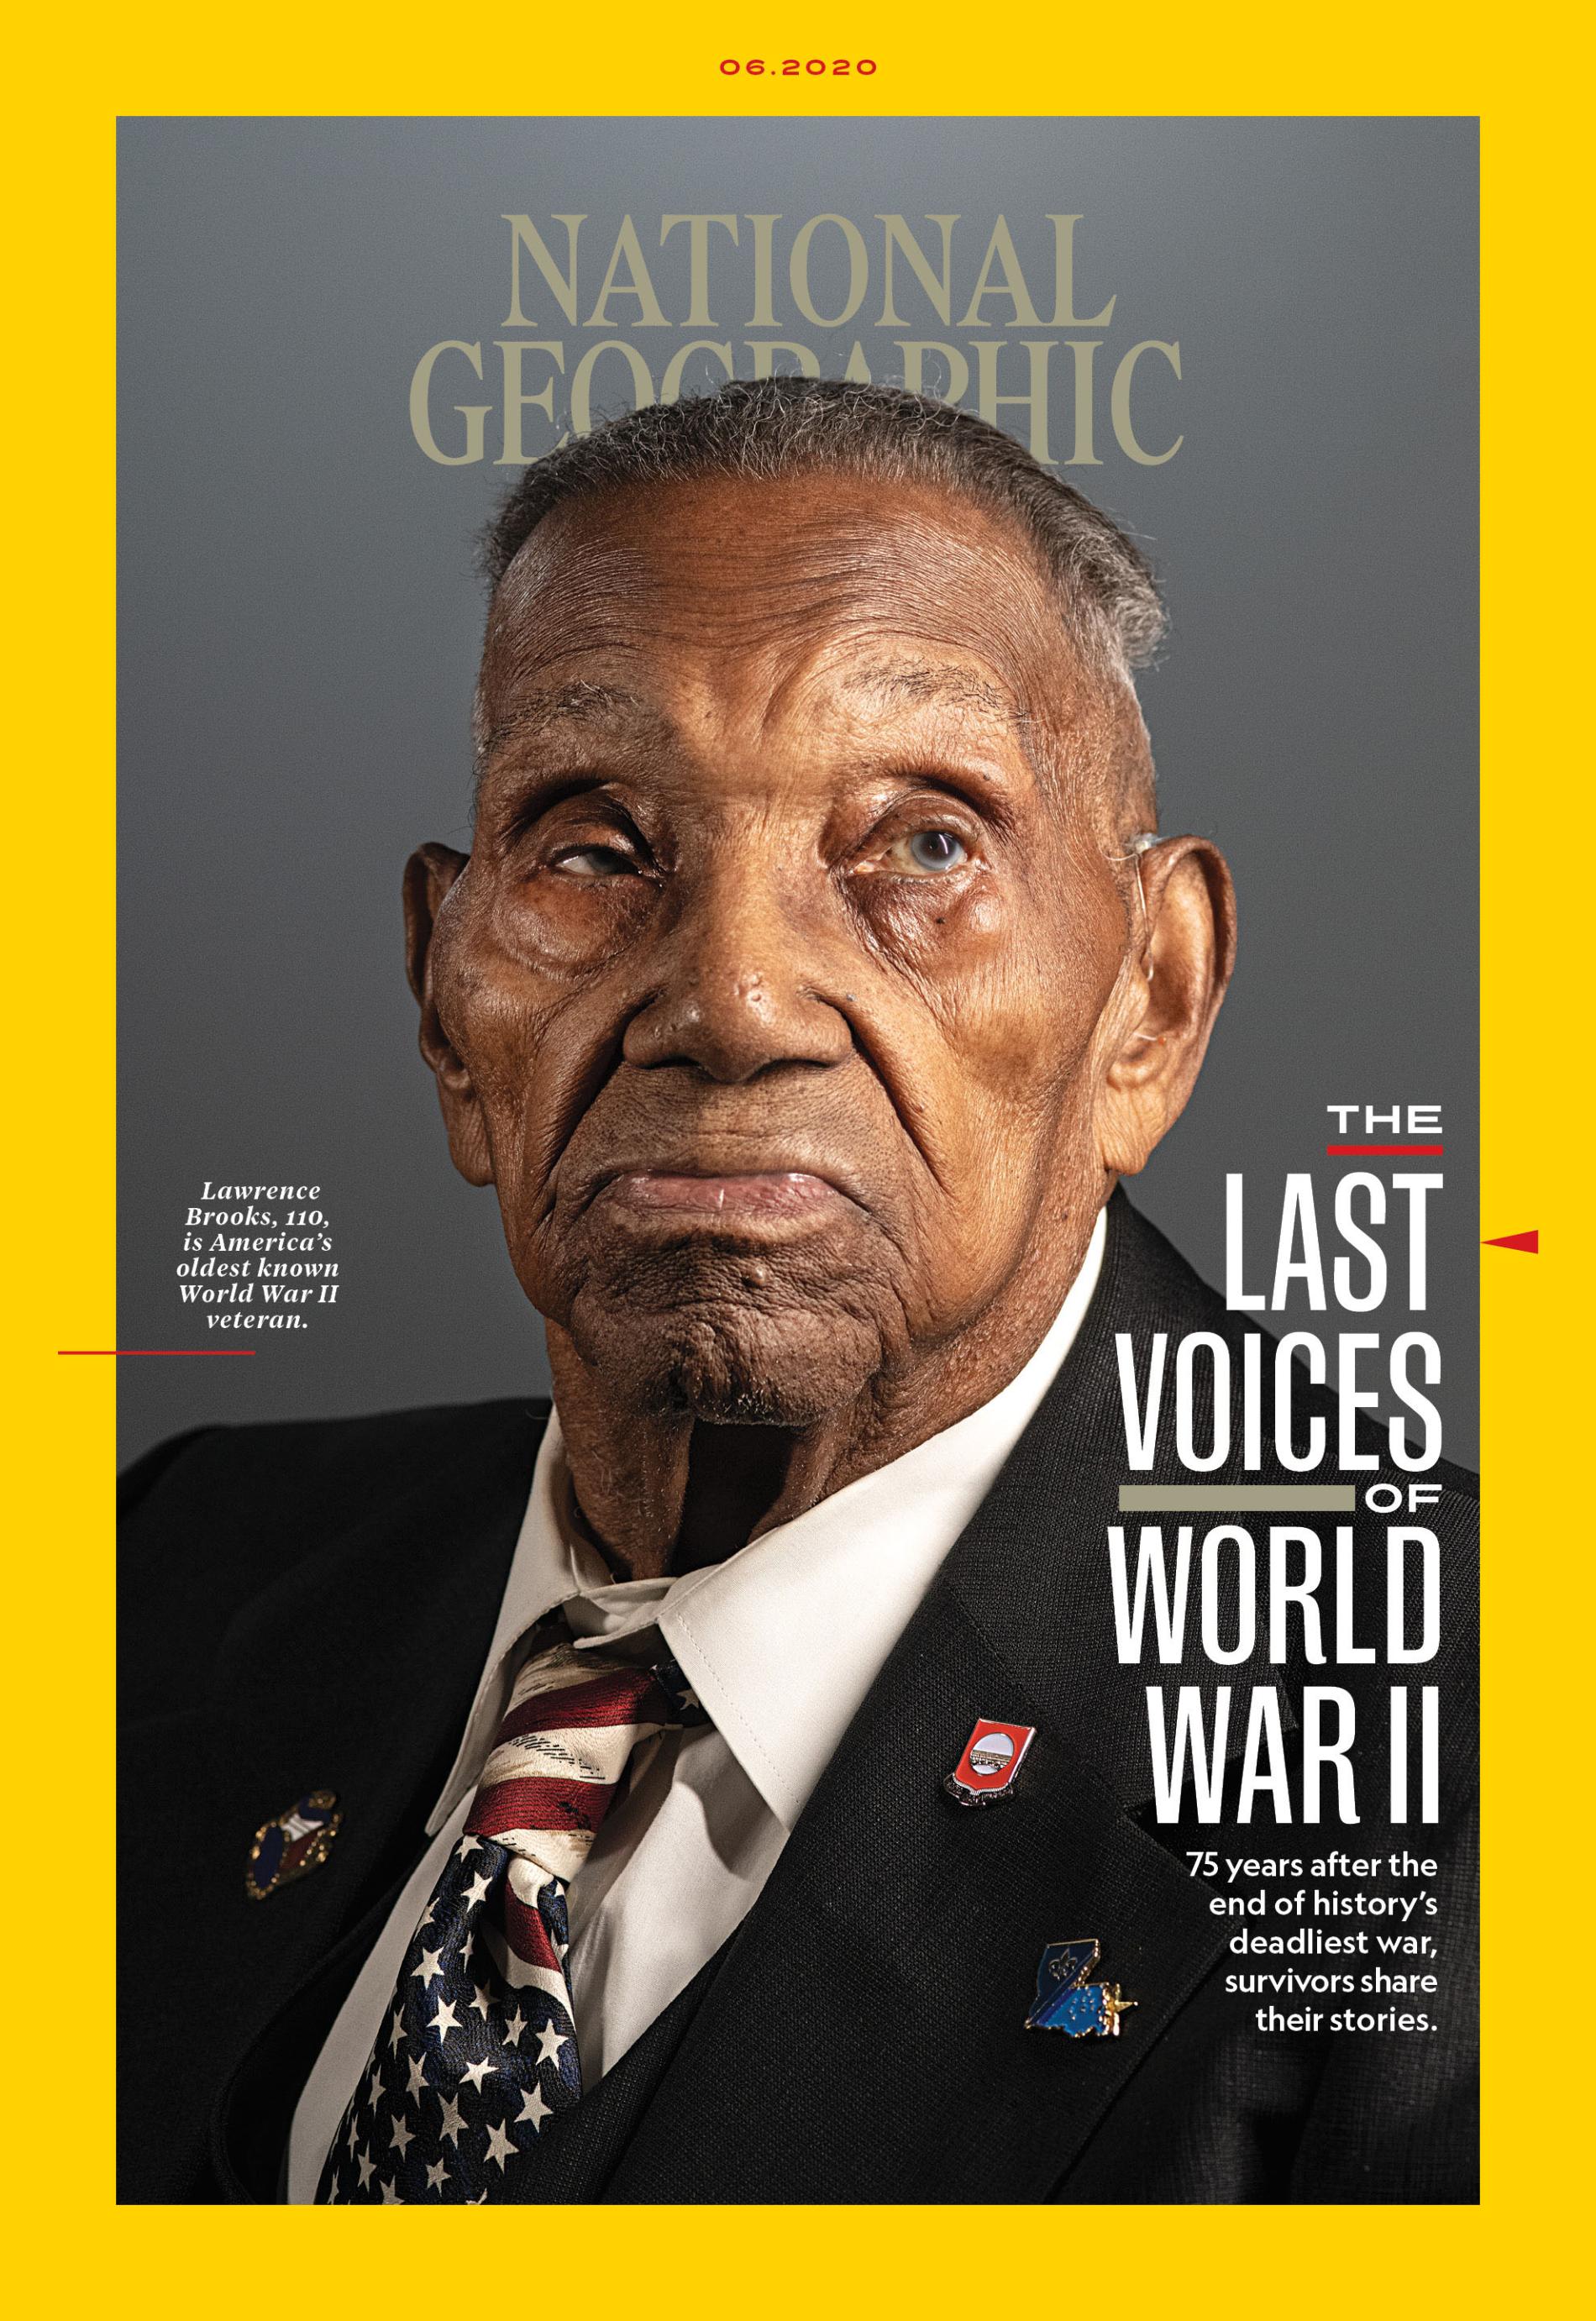 06.2020
NATIONAL
GEOGRAPHIC
Lawrence
Brooks, 110,
is America's
oldest known
World War II
veteran.
THE
LAST
VOICES
OF
WORLD
WAR II
75 years after the
end of history's
deadliest war,
survivors share
their stories.